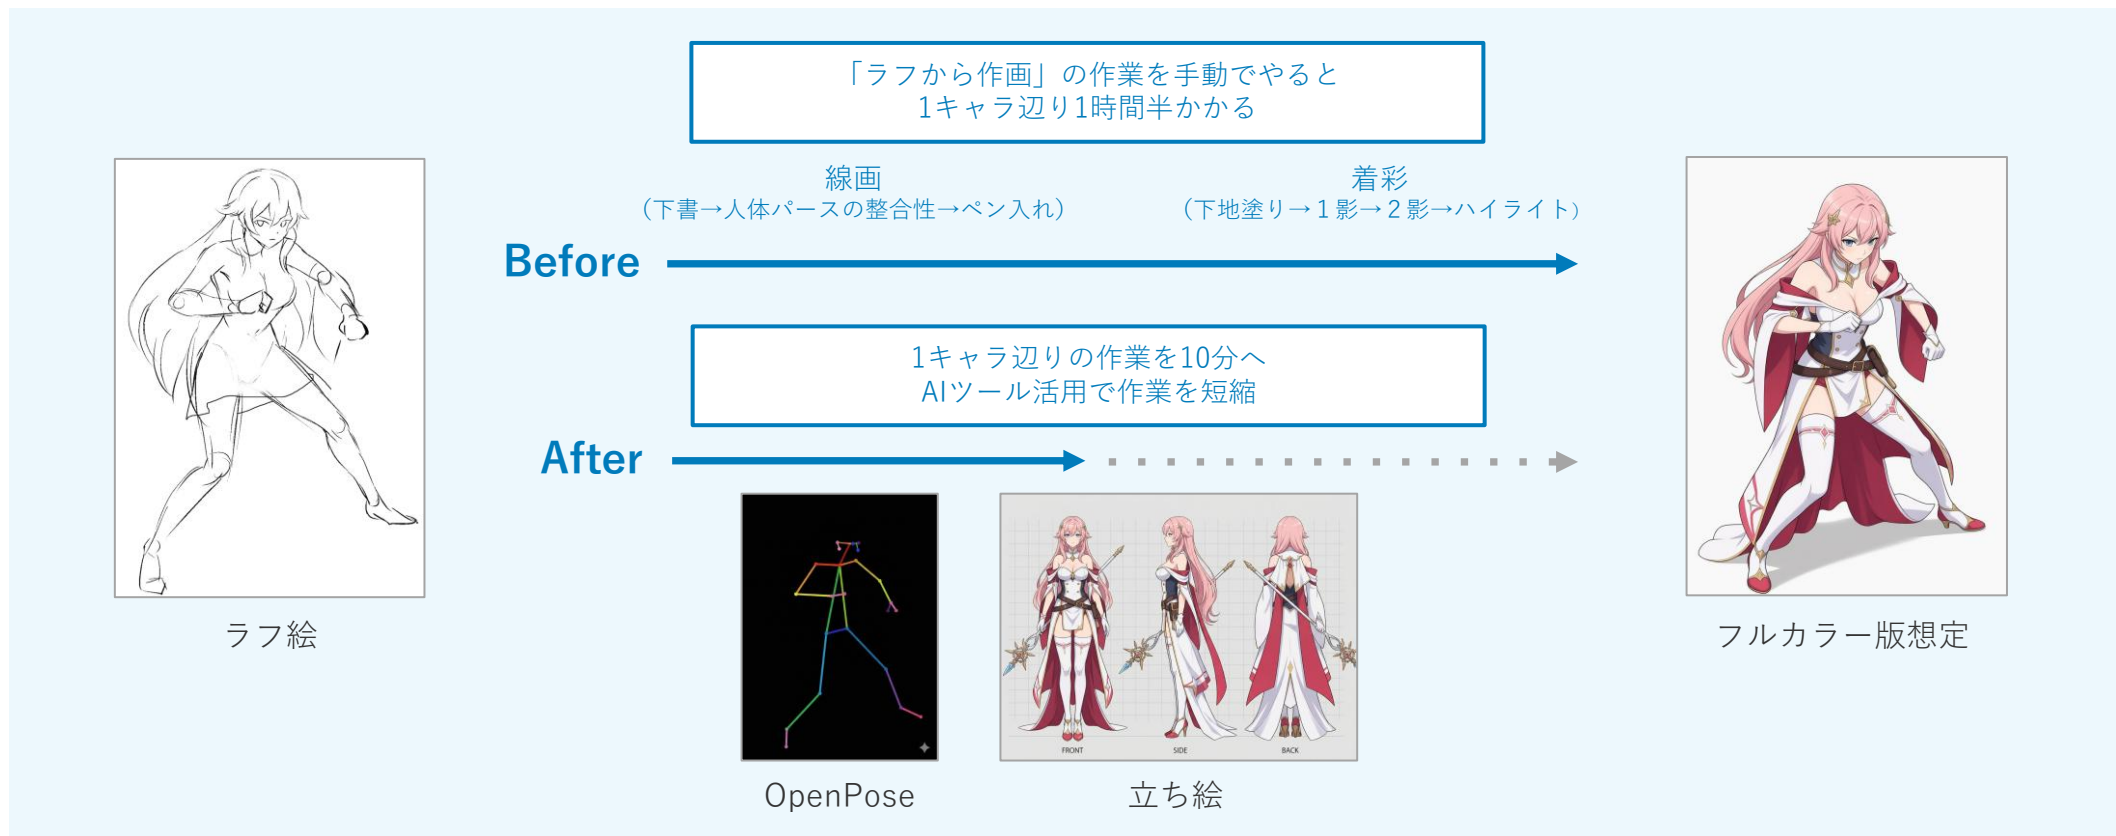 「ラフから作画」の作業を手動でやると
1キャラ辺り1時間半かかる
線画
（下書→人体パースの整合性→ペン入れ）
着彩
（下地塗り→１影→２影→ハイライト）
Before
1キャラ辺りの作業を10分へ
AIツール活用で作業を短縮
After
FRONT
SIDE
BACK
ラフ絵
OpenPose
立ち絵
フルカラー版想定